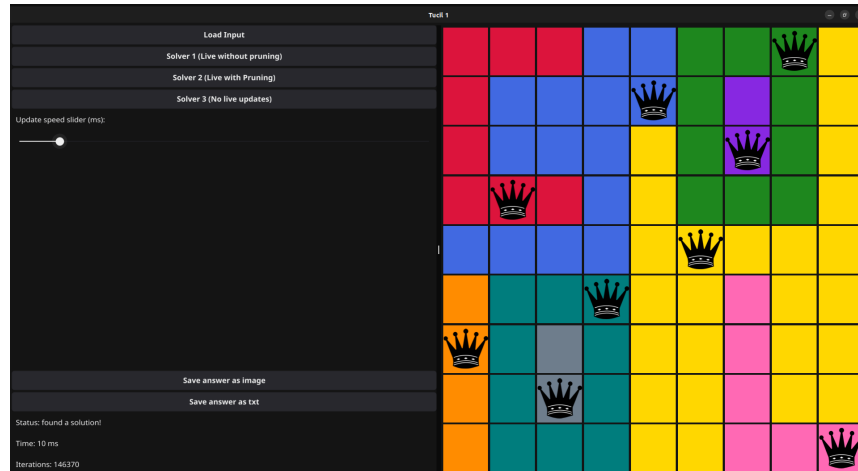 Tucil 1
Load Input
Solver 1 (Live without pruning)
Solver 2 (Live with Pruning)
Solver 3 (No live updates)
Update speed slider (ms):
Save answer as image
Save answer as txt
Status: found a solution!
Time: 10 ms
Iterations: 146370